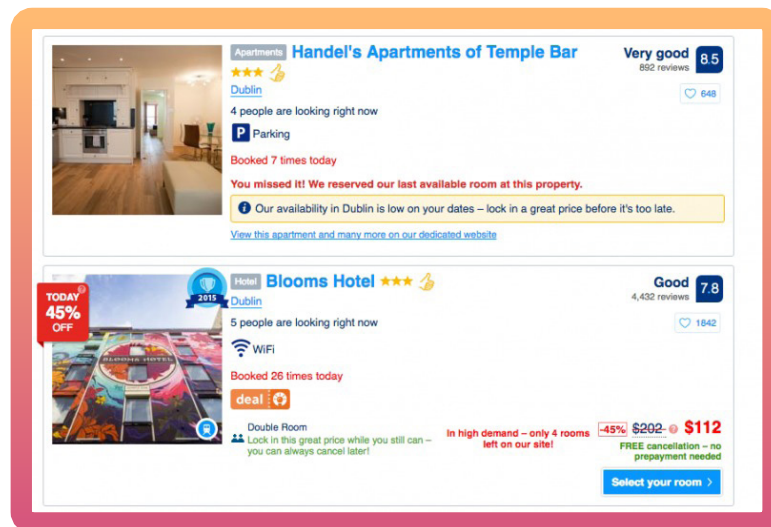 Apartments Handel's Apartments of Temple Bar
Very good 8.5
892 reviews
Dublin
648
4 people are looking right now
P Parking
Booked 7 times today
You missed it! We reserved our last available room at this property.
Our availability in Dublin is low on your dates – lock in a great price before it's too late.
View this apartment and many more on our dedicated website
TODAY
45%
OFF
2015
BLOOMS HOTEL
Hotel Blooms Hotel
Good 7.8
4,432 reviews
Dublin
1842
5 people are looking right now
WiFi
Booked 26 times today
deal
Double Room
Lock in this great price while you still can –
you can always cancel later!
In high demand – only 4 rooms
left on our site!
-45% $202 $112
FREE cancellation – no
prepayment needed
Select your room